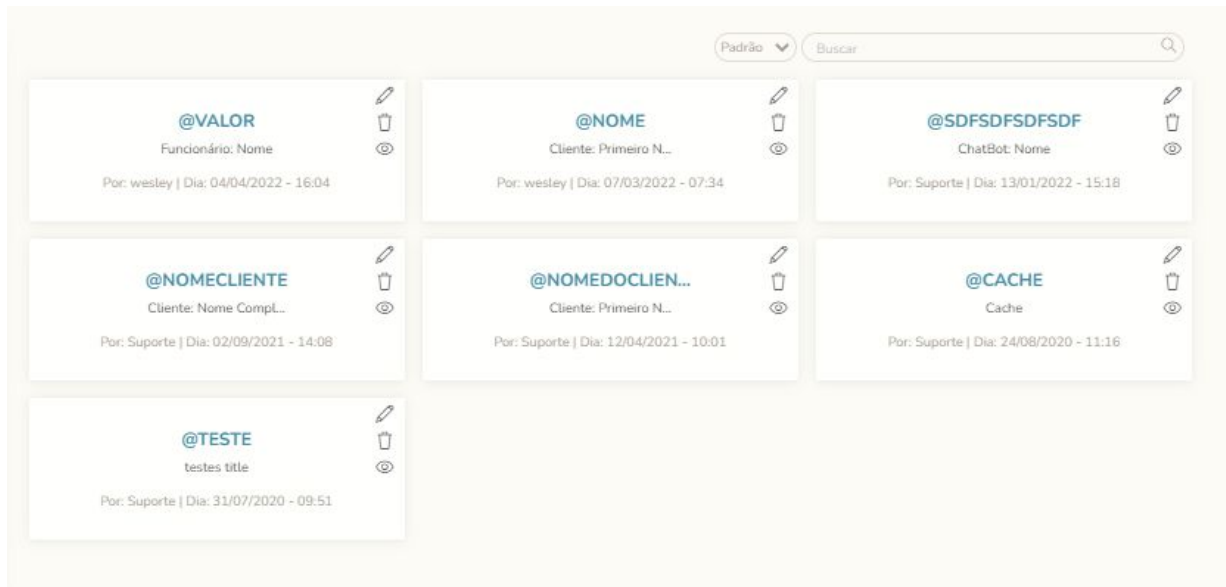 Padrão
Buscar
@VALOR
Funcionário: Nome
Por: wesley | Dia: 04/04/2022 - 16:04
@NOME
Cliente: Primeiro N...
Por: wesley | Dia: 07/03/2022 - 07:34
@SDFSDFSDFSDF
ChatBot: Nome
Por: Suporte | Dia: 13/01/2022 - 15:18
@NOMECLIENTE
Cliente: Nome Compl...
Por: Suporte | Dia: 02/09/2021 - 14:08
@NOMEDOCLIEN...
Cliente: Primeiro N...
Por: Suporte | Dia: 12/04/2021 - 10:01
@CACHE
Cache
Por: Suporte | Dia: 24/08/2020 - 11:16
@TESTE
testes title
Por: Suporte | Dia: 31/07/2020 - 09:51